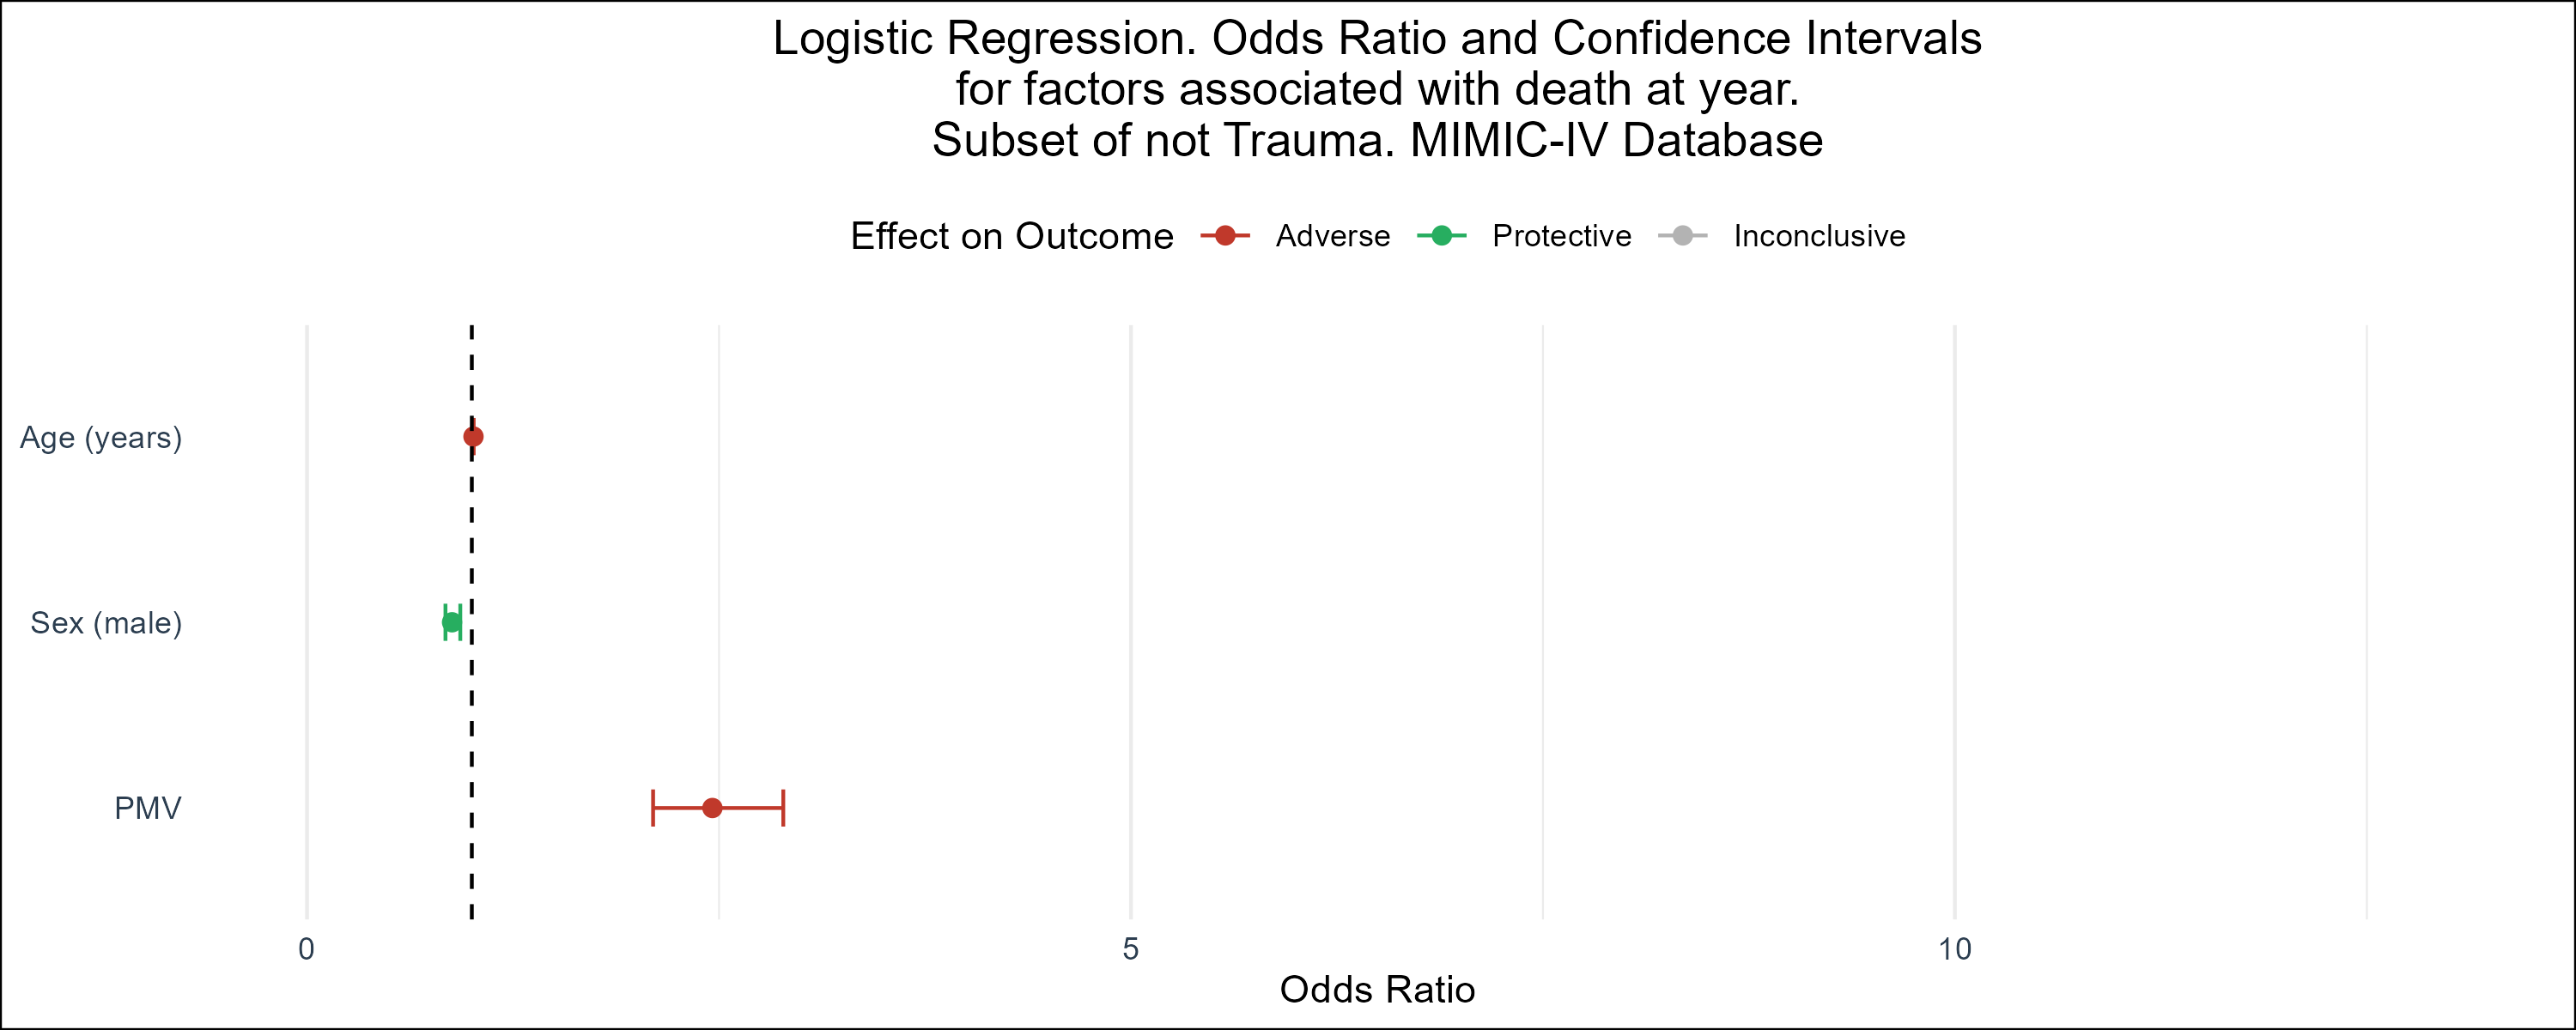 Logistic Regression. Odds Ratio and Confidence Intervals
for factors associated with death at year.
Subset of not Trauma. MIMIC-IV Database
Effect on Outcome Adverse Protective Inconclusive
Age (years)
Sex (male)
PMV
0 5 10
Odds Ratio